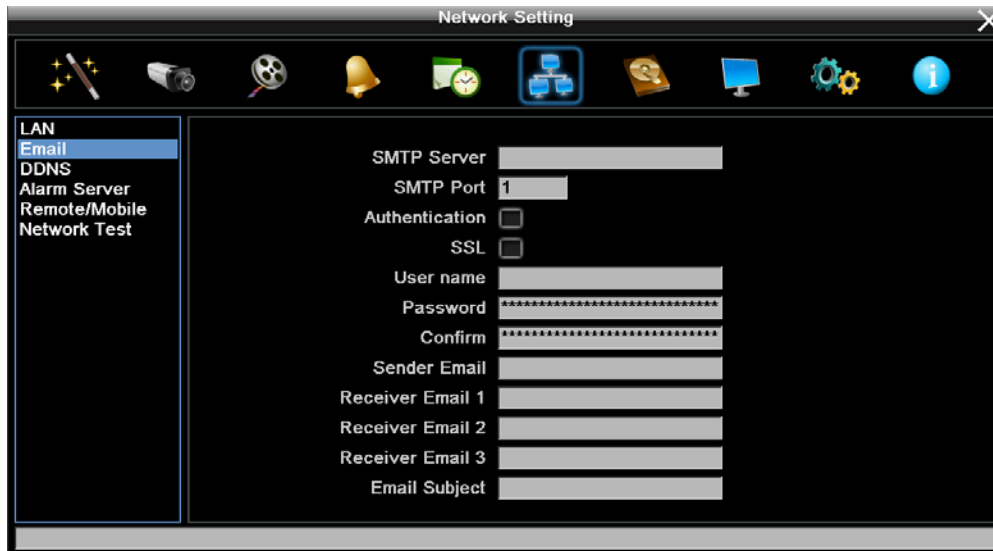 Network Setting
LAN
Email
DDNS
Alarm Server
Remote/Mobile
Network Test
SMTP Server
SMTP Port 1
Authentication
SSL
User name
Password *****************************
Confirm *****************************
Sender Email
Receiver Email 1
Receiver Email 2
Receiver Email 3
Email Subject